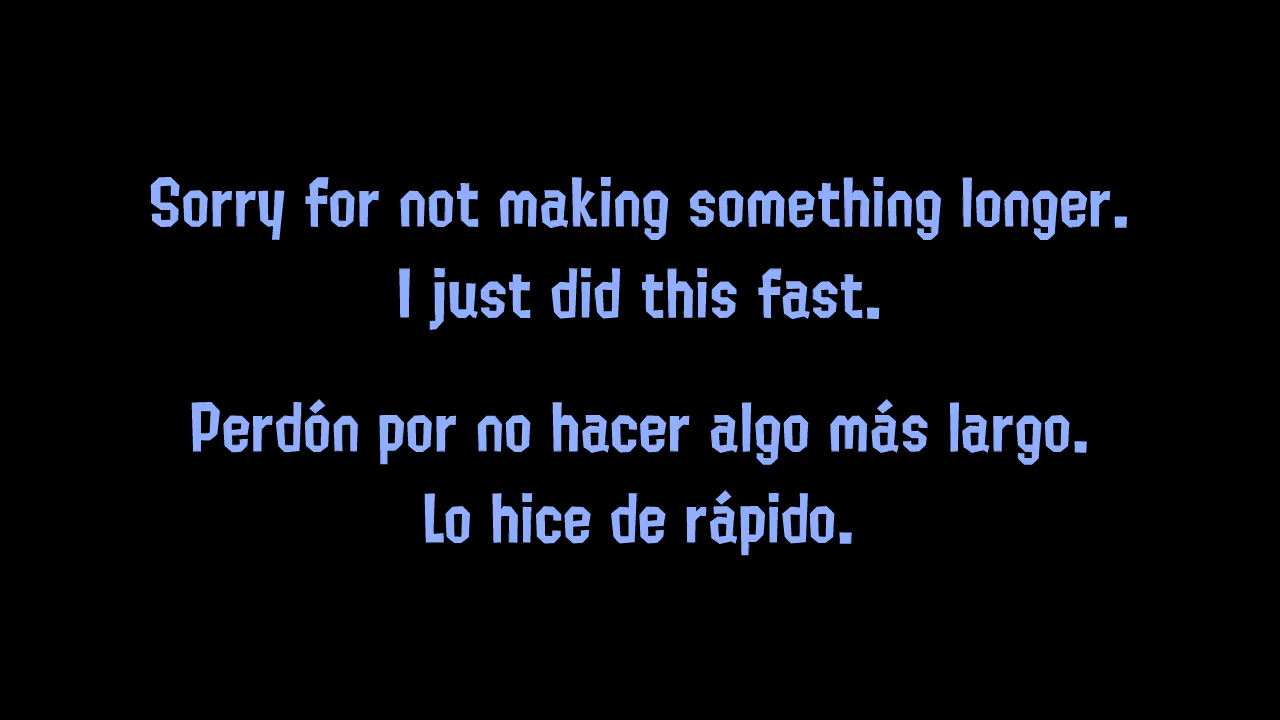 Sorry for not making something longer.
I just did this fast.
Perdón por no hacer algo más largo.
Lo hice de rápido.